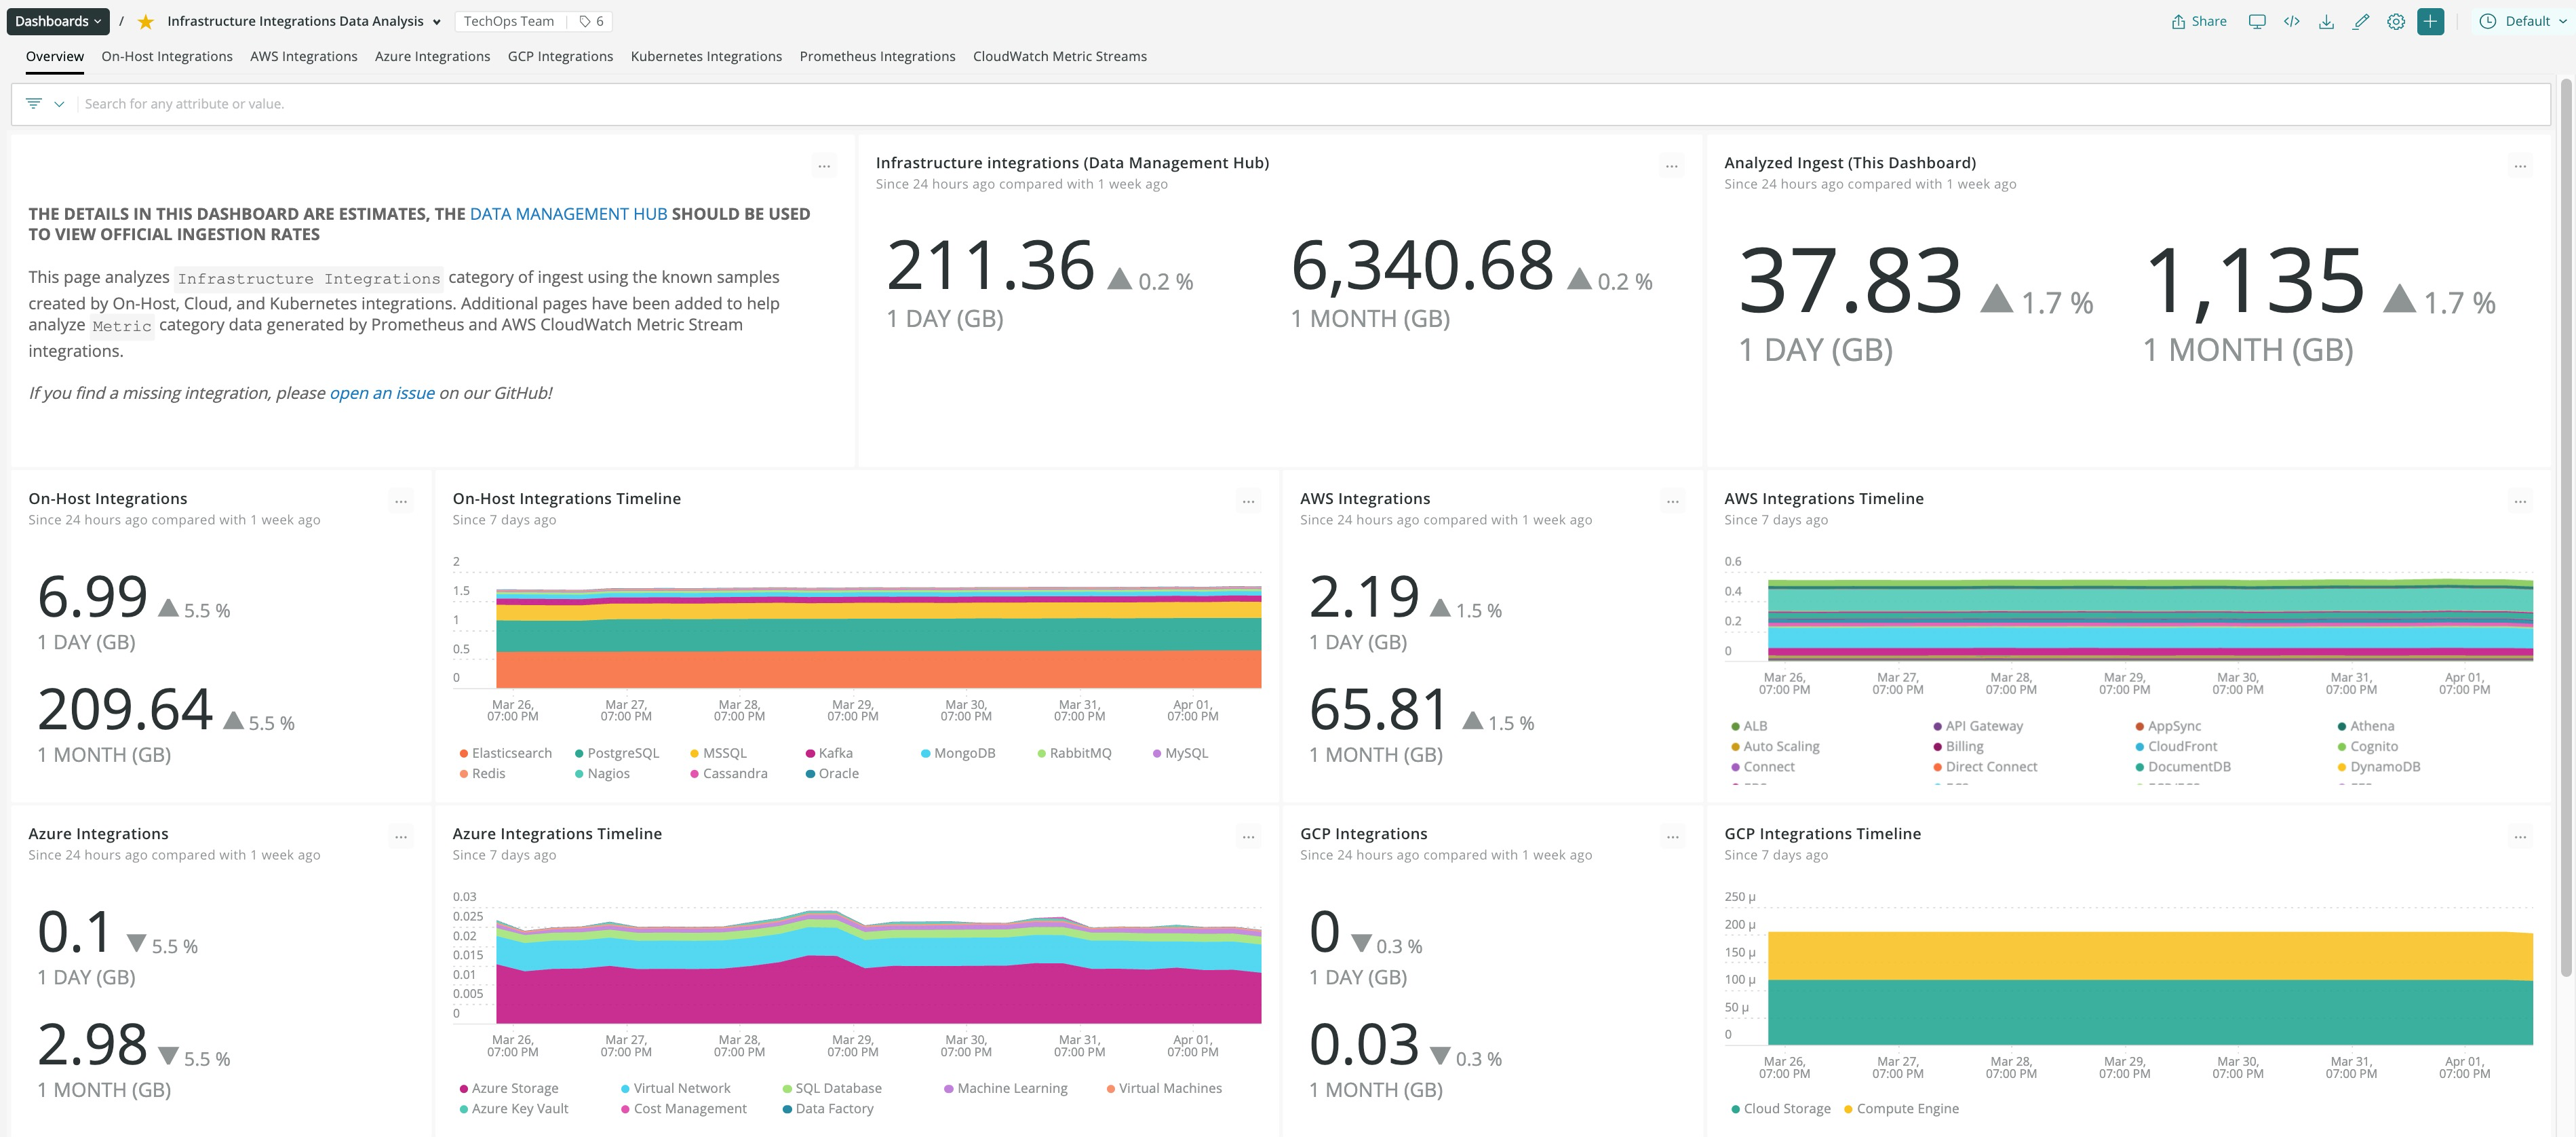 Dashboards / Infrastructure Integrations Data Analysis TechOps Team 6 Share Default
Overview On-Host Integrations AWS Integrations Azure Integrations GCP Integrations Kubernetes Integrations Prometheus Integrations CloudWatch Metric Streams
Search for any attribute or value.
THE DETAILS IN THIS DASHBOARD ARE ESTIMATES, THE DATA MANAGEMENT HUB SHOULD BE USED
TO VIEW OFFICIAL INGESTION RATES
This page analyzes Infrastructure Integrations category of ingest using the known samples
created by On-Host, Cloud, and Kubernetes integrations. Additional pages have been added to help
analyze Metric category data generated by Prometheus and AWS CloudWatch Metric Stream
integrations.
If you find a missing integration, please open an issue on our GitHub!
Infrastructure integrations (Data Management Hub)
Since 24 hours ago compared with 1 week ago
211.36 ▲ 0.2 % 6,340.68 ▲ 0.2 %
1 DAY (GB) 1 MONTH (GB)
Analyzed Ingest (This Dashboard)
Since 24 hours ago compared with 1 week ago
37.83 ▲ 1.7 % 1,135 ▲ 1.7 %
1 DAY (GB) 1 MONTH (GB)
On-Host Integrations
Since 24 hours ago compared with 1 week ago
6.99 ▲ 5.5 %
1 DAY (GB)
209.64 ▲ 5.5 %
1 MONTH (GB)
On-Host Integrations Timeline
Since 7 days ago
2
1.5
1
0.5
0
Mar 26, Mar 27, Mar 28, Mar 29, Mar 30, Mar 31, Apr 01,
07:00 PM 07:00 PM 07:00 PM 07:00 PM 07:00 PM 07:00 PM 07:00 PM
Elasticsearch PostgreSQL MSSQL Kafka MongoDB RabbitMQ MySQL
Redis Nagios Cassandra Oracle
AWS Integrations
Since 24 hours ago compared with 1 week ago
2.19 ▲ 1.5 %
1 DAY (GB)
65.81 ▲ 1.5 %
1 MONTH (GB)
AWS Integrations Timeline
Since 7 days ago
0.6
0.4
0.2
0
Mar 26, Mar 27, Mar 28, Mar 29, Mar 30, Mar 31, Apr 01,
07:00 PM 07:00 PM 07:00 PM 07:00 PM 07:00 PM 07:00 PM 07:00 PM
ALB API Gateway AppSync Athena
Auto Scaling Billing CloudFront Cognito
Connect Direct Connect DocumentDB DynamoDB
Azure Integrations
Since 24 hours ago compared with 1 week ago
0.1 ▼ 5.5 %
1 DAY (GB)
2.98 ▼ 5.5 %
1 MONTH (GB)
Azure Integrations Timeline
Since 7 days ago
0.03
0.025
0.02
0.015
0.01
0.005
0
Mar 26, Mar 27, Mar 28, Mar 29, Mar 30, Mar 31, Apr 01,
07:00 PM 07:00 PM 07:00 PM 07:00 PM 07:00 PM 07:00 PM 07:00 PM
Azure Storage Virtual Network SQL Database Machine Learning Virtual Machines
Azure Key Vault Cost Management Data Factory
GCP Integrations
Since 24 hours ago compared with 1 week ago
0 ▼ 0.3 %
1 DAY (GB)
0.03 ▼ 0.3 %
1 MONTH (GB)
GCP Integrations Timeline
Since 7 days ago
250 µ
200 µ
150 µ
100 µ
50 µ
0
Mar 26, Mar 27, Mar 28, Mar 29, Mar 30, Mar 31, Apr 01,
07:00 PM 07:00 PM 07:00 PM 07:00 PM 07:00 PM 07:00 PM 07:00 PM
Cloud Storage Compute Engine